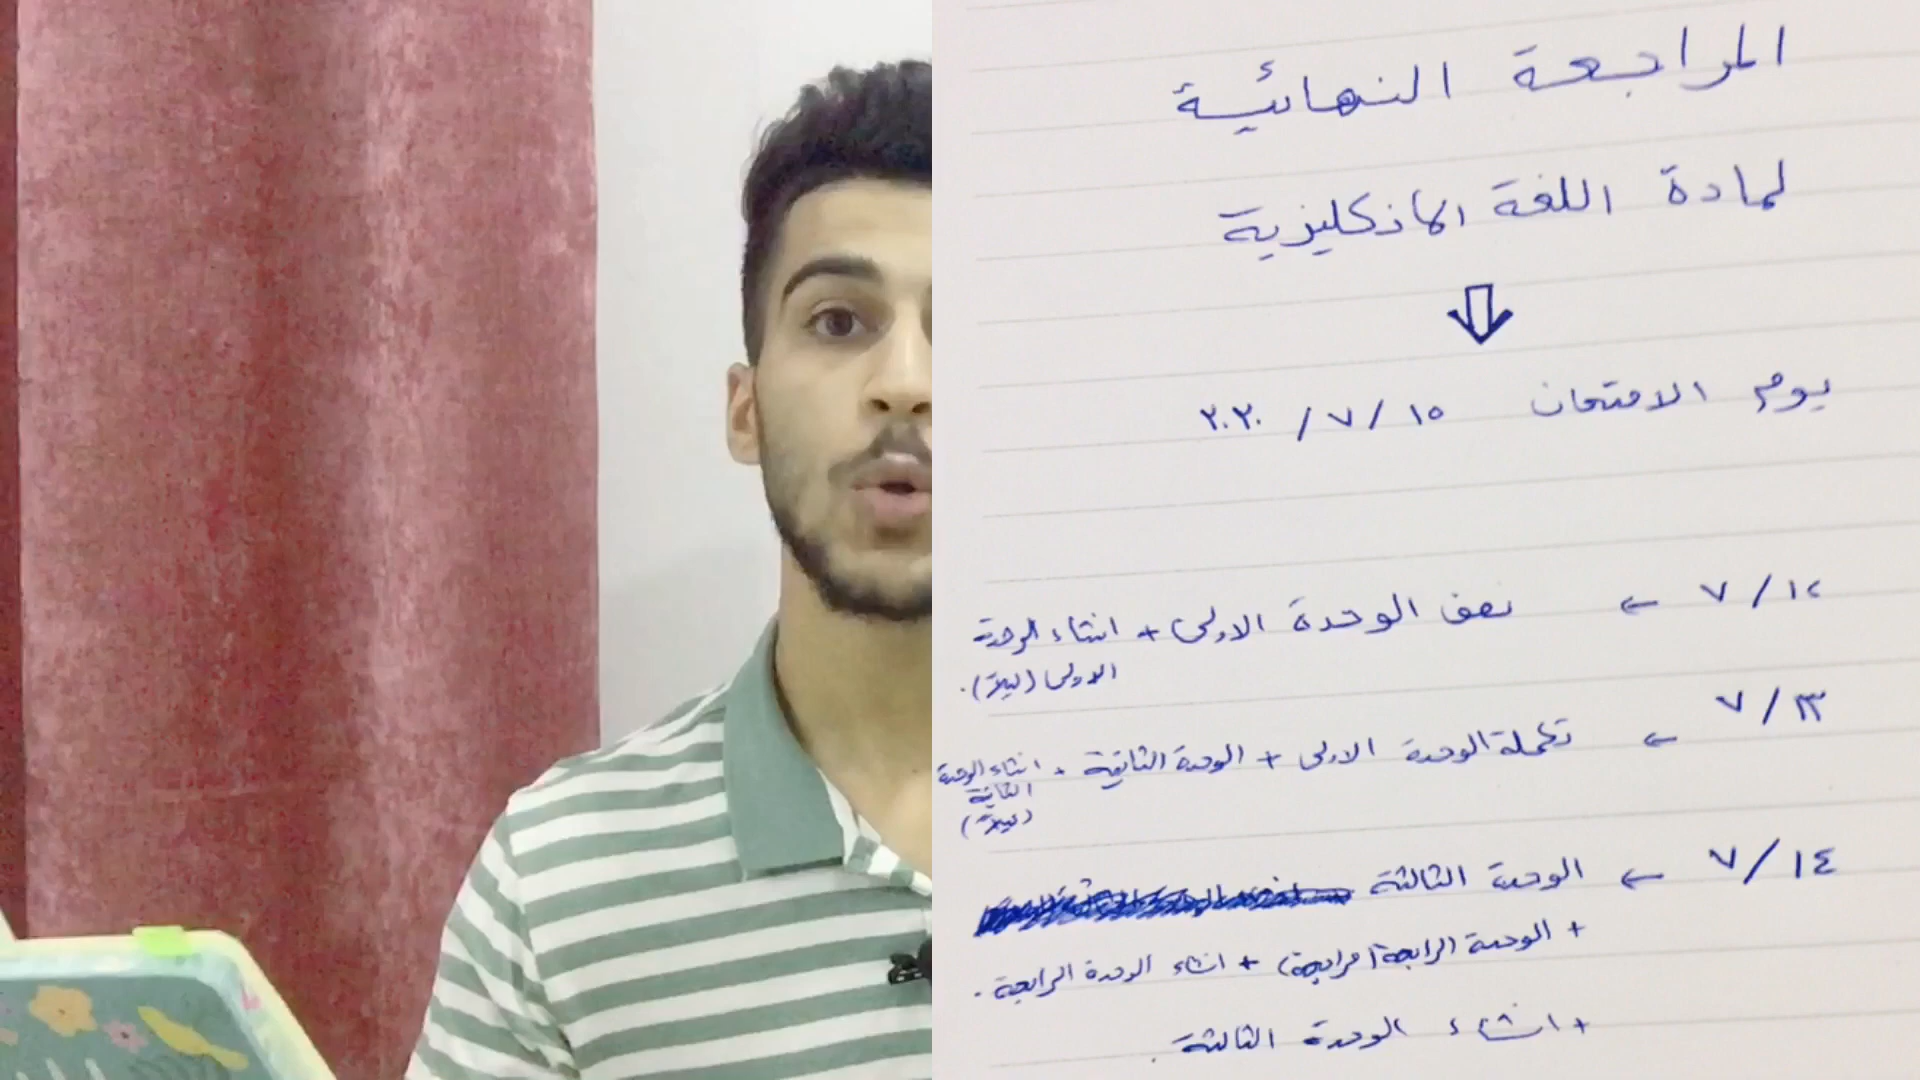 المراجعة النهائية
لمادة اللغة الانكليزية
يوم الامتحان ١٥ / ٧ / ٢٠٢٠
٧/١٢ ← نصف الوحدة الاولى + انشاء الوحدة
الاولى (ليلاً).
٧/١٣ ← تكملة الوحدة الاولى + الوحدة الثانية + انشاء الوحدة
الثانية
(ليلاً)
٧/١٤ ← الوحدة الثالثة
+ الوحدة الرابعة (مراجعة) + انشاء الوحدة الرابعة.
+ انشاء الوحدة الثالثة.